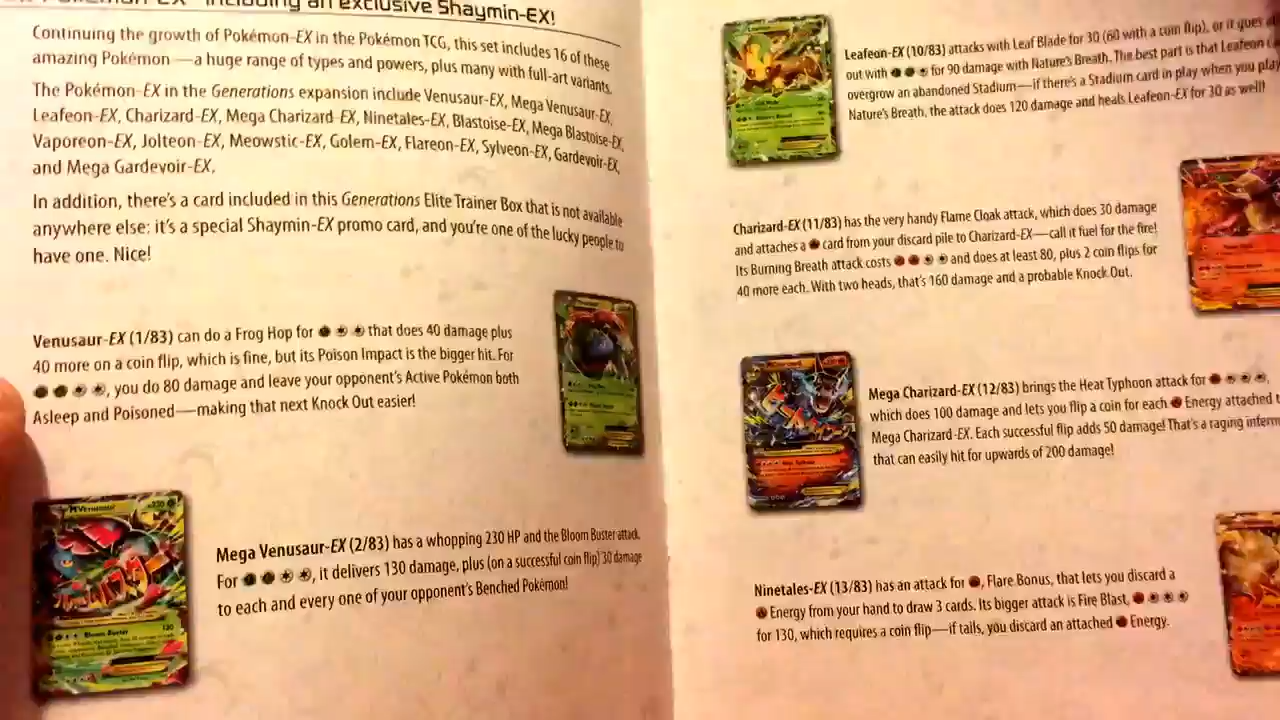 including an exclusive Shaymin-EX!
Continuing the growth of Pokémon-EX in the Pokémon TCG, this set includes 16 of these
amazing Pokémon —a huge range of types and powers, plus many with full-art variants.
The Pokémon-EX in the Generations expansion include Venusaur-EX, Mega Venusaur-EX,
Leafeon-EX, Charizard-EX, Mega Charizard-EX, Ninetales-EX, Blastoise-EX, Mega Blastoise-EX,
Vaporeon-EX, Jolteon-EX, Meowstic-EX, Golem-EX, Flareon-EX, Sylveon-EX, Gardevoir-EX,
and Mega Gardevoir-EX.
In addition, there's a card included in this Generations Elite Trainer Box that is not available
anywhere else: it's a special Shaymin-EX promo card, and you're one of the lucky people to
have one. Nice!
Venusaur-EX (1/83) can do a Frog Hop for that does 40 damage plus
40 more on a coin flip, which is fine, but its Poison Impact is the bigger hit. For
, you do 80 damage and leave your opponent's Active Pokémon both
Asleep and Poisoned—making that next Knock Out easier!
Mega Venusaur-EX (2/83) has a whopping 230 HP and the Bloom Buster attack.
For , it delivers 130 damage, plus (on a successful coin flip) 30 damage
to each and every one of your opponent's Benched Pokémon!
Bloom Buster 130
Leafeon-EX (10/83) attacks with Leaf Blade for 30 (60 with a coin flip), or it goes
out with for 90 damage with Nature's Breath. The best part is that Leafeon
overgrow an abandoned Stadium—if there's a Stadium card in play when you play
Nature's Breath, the attack does 120 damage and heals Leafeon-EX for 30 as well!
Charizard-EX (11/83) has the very handy Flame Cloak attack, which does 30 damage
and attaches a card from your discard pile to Charizard-EX—call it fuel for the fire!
Its Burning Breath attack costs and does at least 80, plus 2 coin flips for
40 more each. With two heads, that's 160 damage and a probable Knock Out.
Mega Charizard-EX (12/83) brings the Heat Typhoon attack for ,
which does 100 damage and lets you flip a coin for each Energy attached
Mega Charizard-EX. Each successful flip adds 50 damage! That's a raging
that can easily hit for upwards of 200 damage!
Ninetales-EX (13/83) has an attack for , Flare Bonus, that lets you discard a
Energy from your hand to draw 3 cards. Its bigger attack is Fire Blast,
for 130, which requires a coin flip—if tails, you discard an attached Energy.